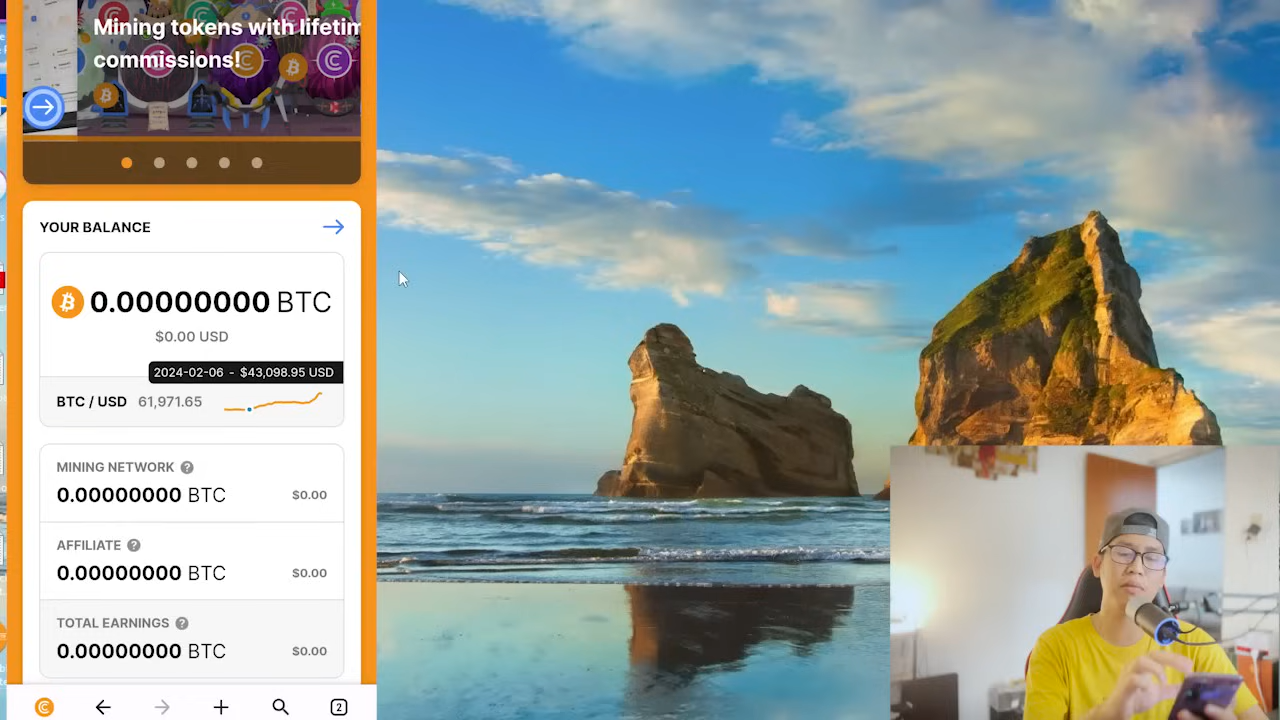 Mining tokens with lifetim
commissions!
YOUR BALANCE
0.00000000 BTC
$0.00 USD
2024-02-06 - $43,098.95 USD
BTC / USD 61,971.65
MINING NETWORK ?
0.00000000 BTC $0.00
AFFILIATE ?
0.00000000 BTC $0.00
TOTAL EARNINGS ?
0.00000000 BTC $0.00
2